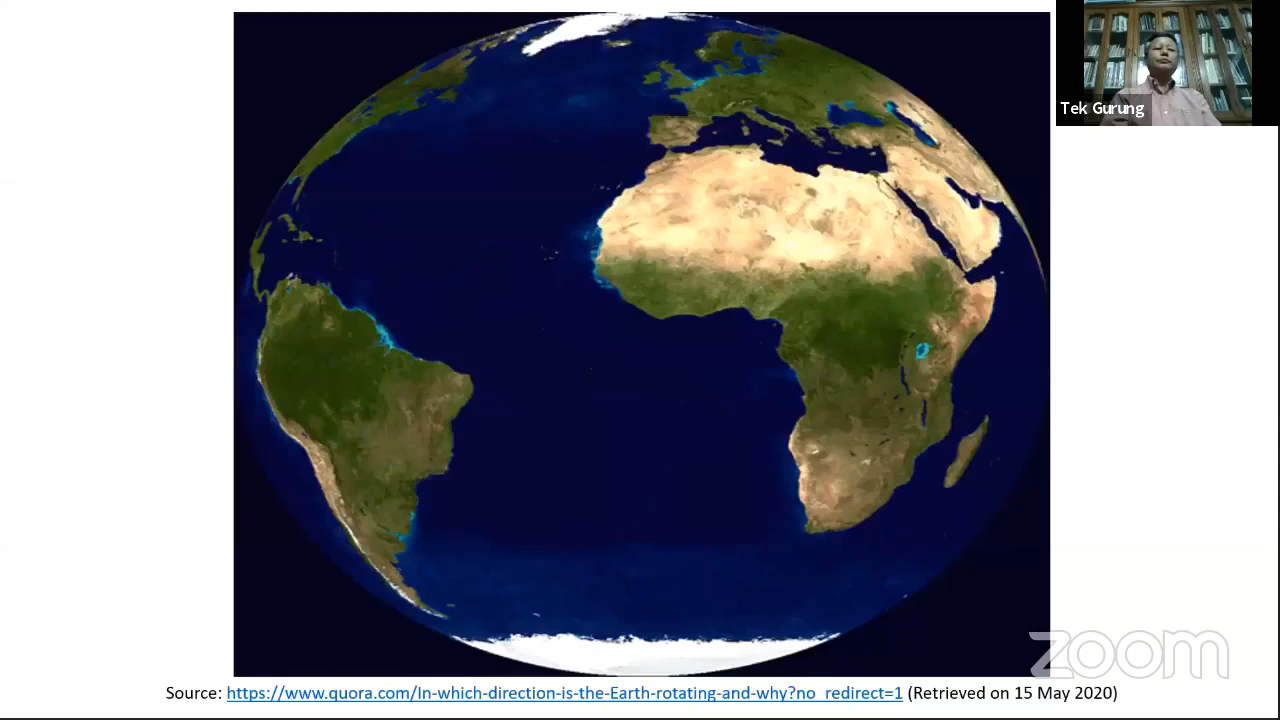 Tek Gurung
zoom
Source: https://www.quora.com/In-which-direction-is-the-Earth-rotating-and-why?no_redirect=1 (Retrieved on 15 May 2020)